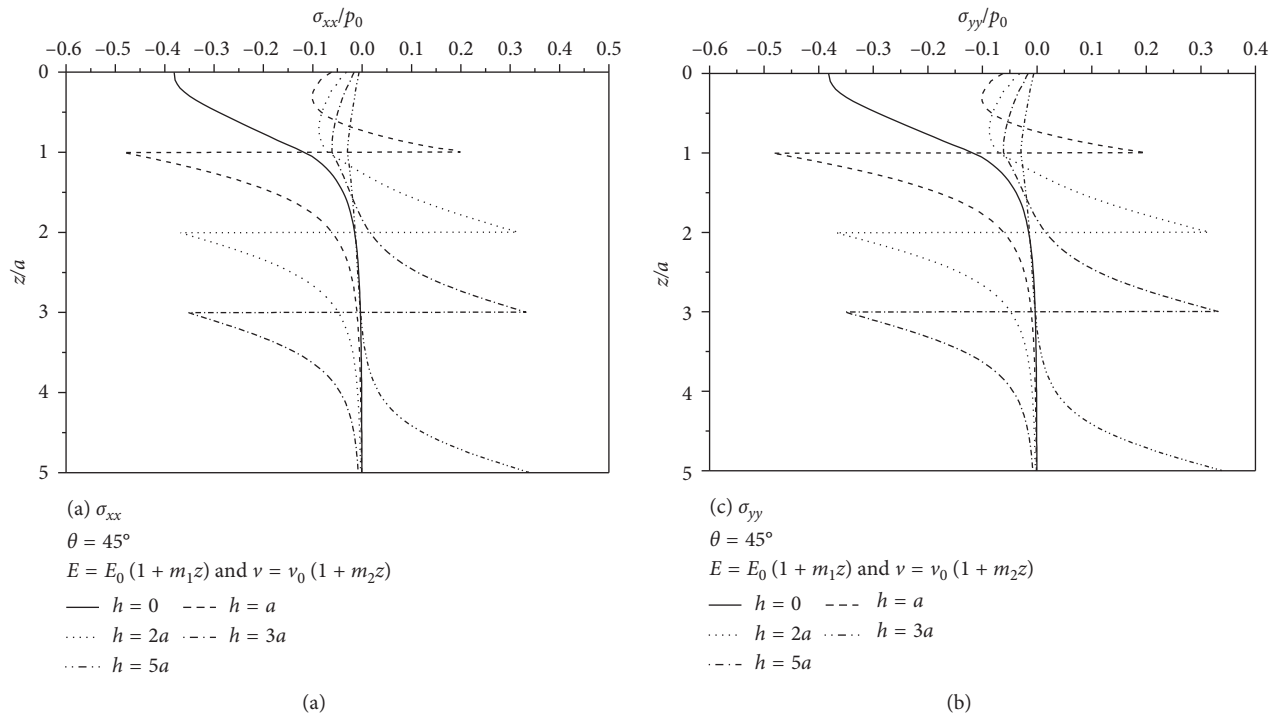 σxx/p0
−0.6 −0.5 −0.4 −0.3 −0.2 −0.1 0.0 0.1 0.2 0.3 0.4 0.5
0
1
2
3
4
5
z/a
(a) σxx
θ = 45°
E = E0 (1 + m1z) and ν = ν0 (1 + m2z)
h = 0 h = a
h = 2a h = 3a
h = 5a
(a)
σyy/p0
−0.6 −0.5 −0.4 −0.3 −0.2 −0.1 0.0 0.1 0.2 0.3 0.4
0
1
2
3
4
5
z/a
(c) σyy
θ = 45°
E = E0 (1 + m1z) and ν = ν0 (1 + m2z)
h = 0 h = a
h = 2a h = 3a
h = 5a
(b)